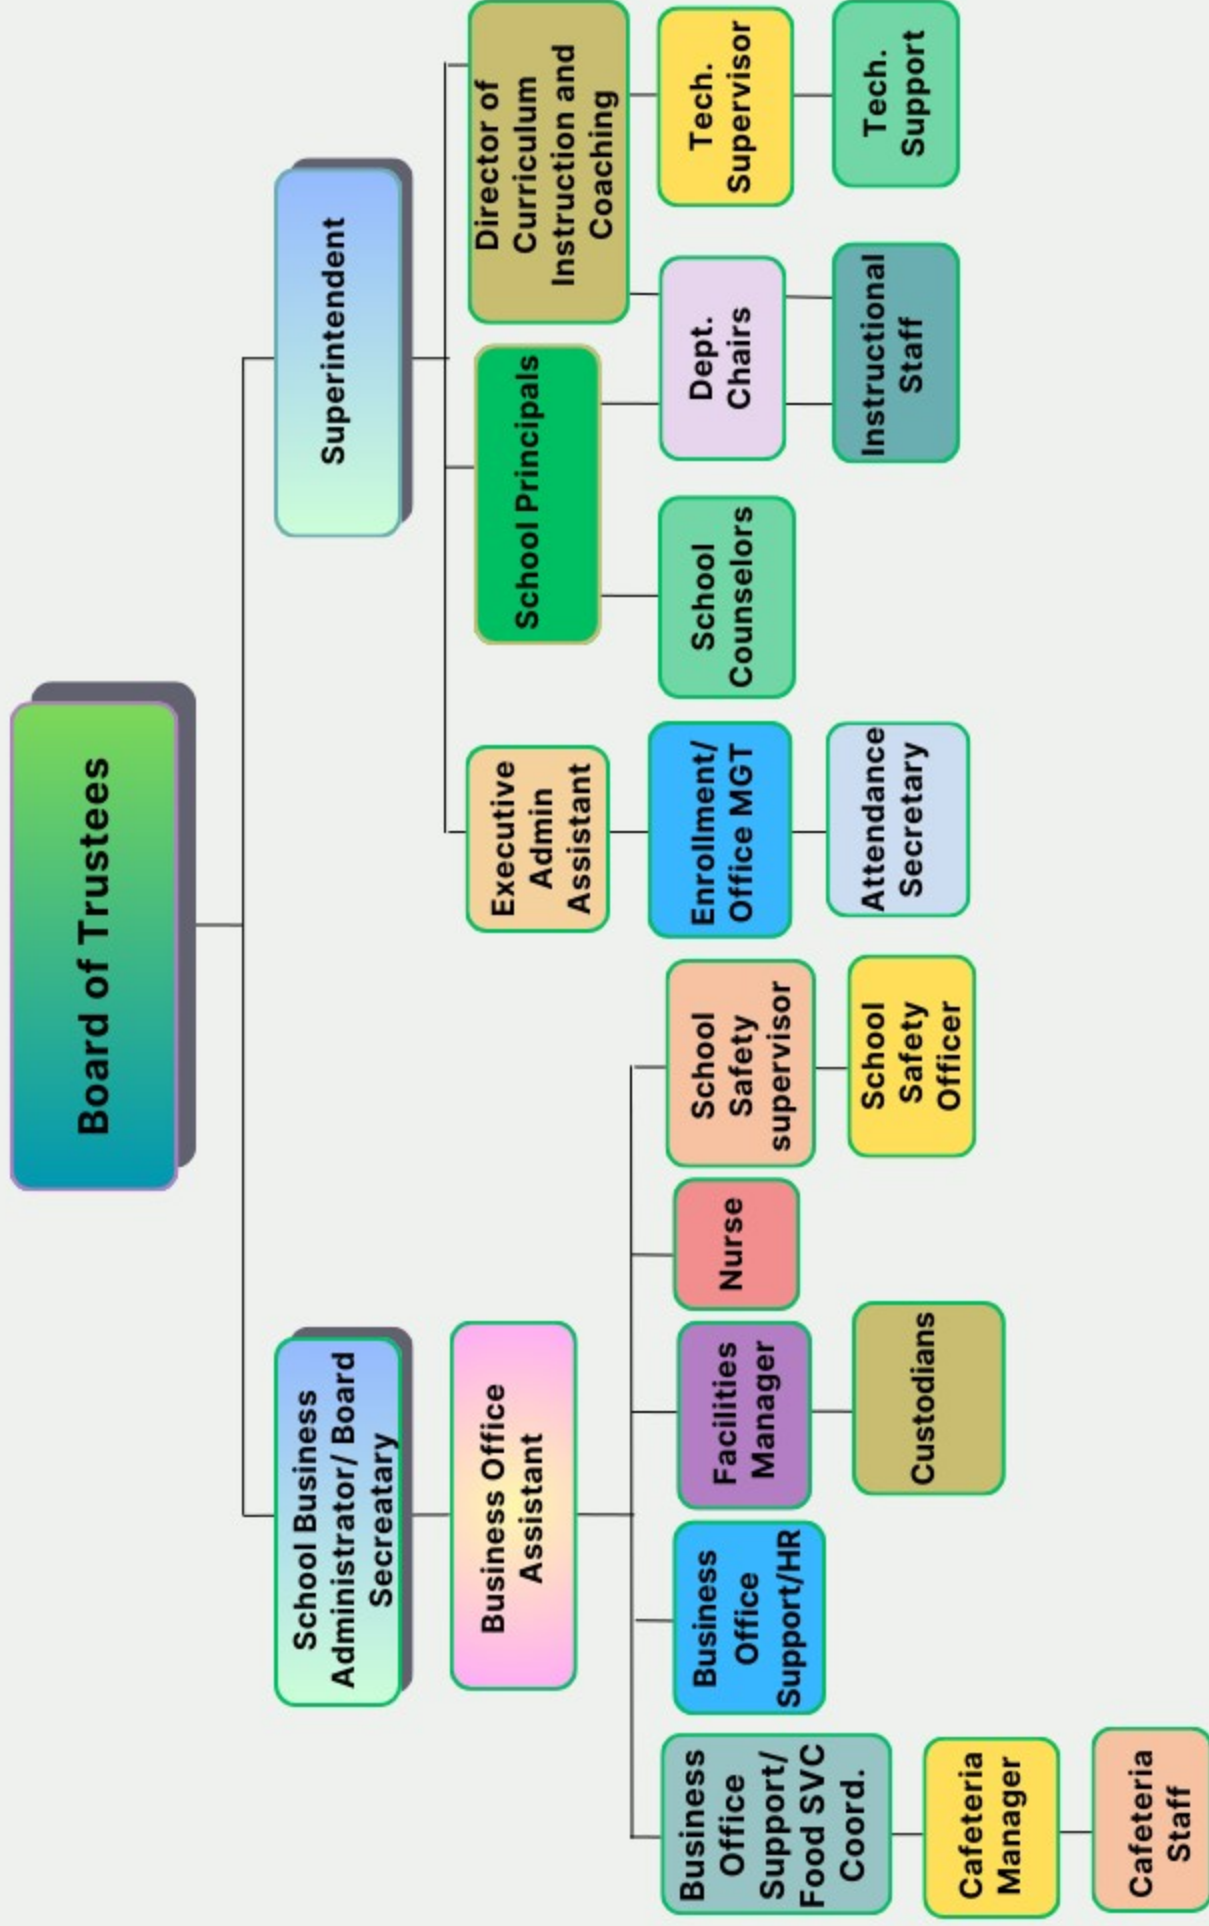 Board of Trustees
School Business
Administrator/ Board
Secreatary
Superintendent
Business Office
Assistant
Executive
Admin
Assistant
School Principals
Director of
Curriculum
Instruction and
Coaching
Business
Office
Support/
Food SVC
Coord.
Business
Office
Support/HR
Facilities
Manager
Nurse
School
Safety
supervisor
Enrollment/
Office MGT
School
Counselors
Dept.
Chairs
Tech.
Supervisor
Cafeteria
Manager
Custodians
School
Safety
Officer
Attendance
Secretary
Instructional
Staff
Tech.
Support
Cafeteria
Staff